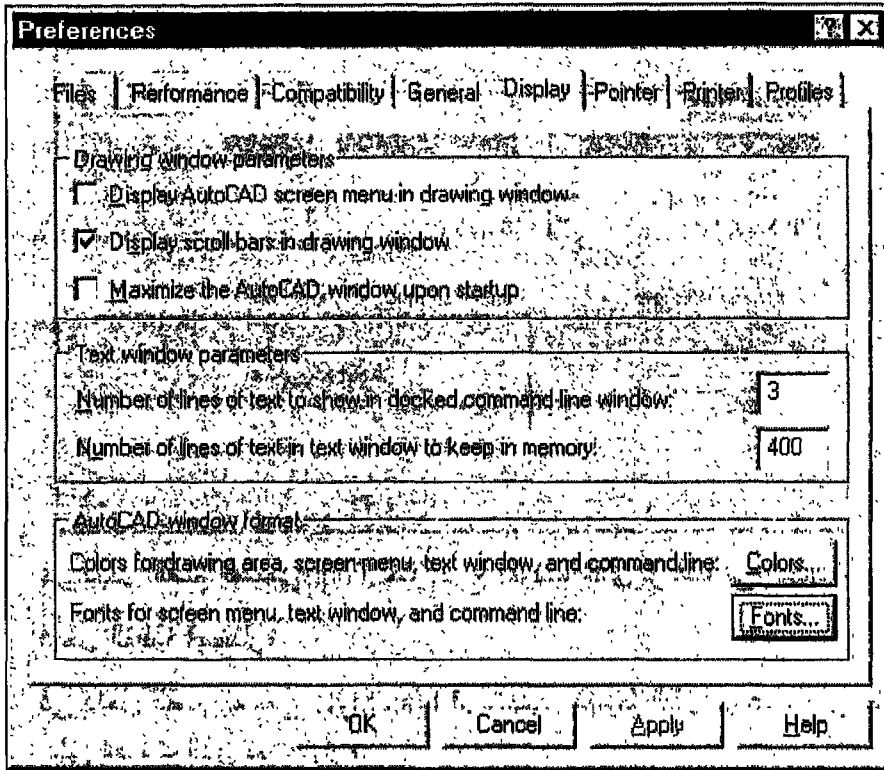 Preferences
Files Performance Compatibility General Display Pointer Printer Profiles
Drawing window parameters
Display AutoCAD screen menu in drawing window
Display scroll bars in drawing window
Maximize the AutoCAD window upon startup
Text window parameters
Number of lines of text to show in docked command line window: 3
Number of lines of text in text window to keep in memory: 400
AutoCAD window format
Colors for drawing area, screen menu, text window, and command line: Colors...
Fonts for screen menu, text window, and command line: Fonts...
OK Cancel Apply Help